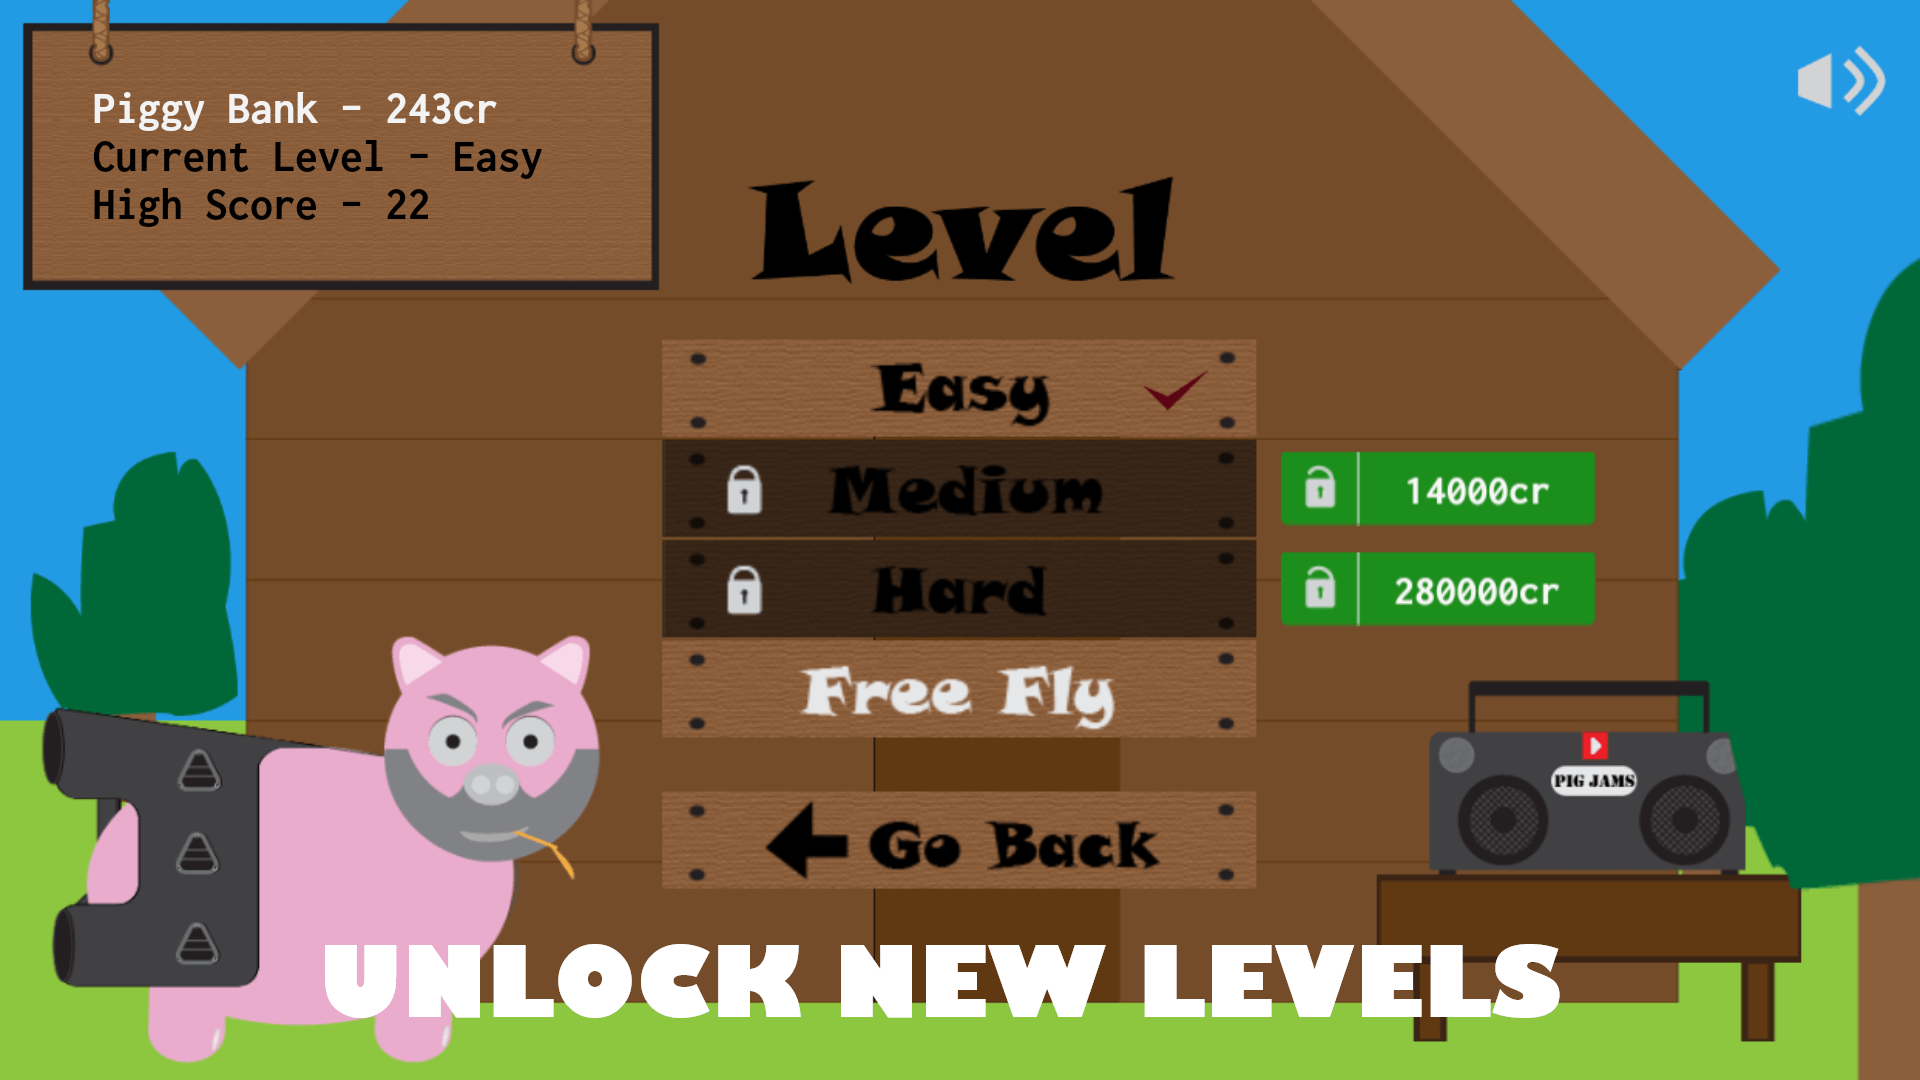 Piggy Bank - 243cr
Current Level - Easy
High Score - 22
Level
Easy
Medium
14000cr
Hard
280000cr
Free Fly
PIG JAMS
Go Back
UNLOCK NEW LEVELS